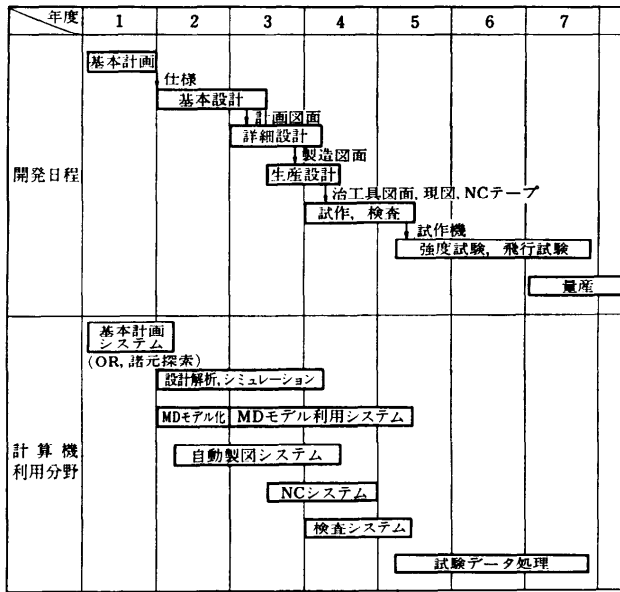 年度 1 2 3 4 5 6 7
開発日程
基本計画
仕様
基本設計
計画図面
詳細設計
製造図面
生産設計
治工具図面, 現図, NCテープ
試作, 検査
試作機
強度試験, 飛行試験
量産
計算機
利用分野
基本計画
システム
(OR, 諸元探索)
設計解析, シミュレーション
MDモデル化 MDモデル利用システム
自動製図システム
NCシステム
検査システム
試験データ処理